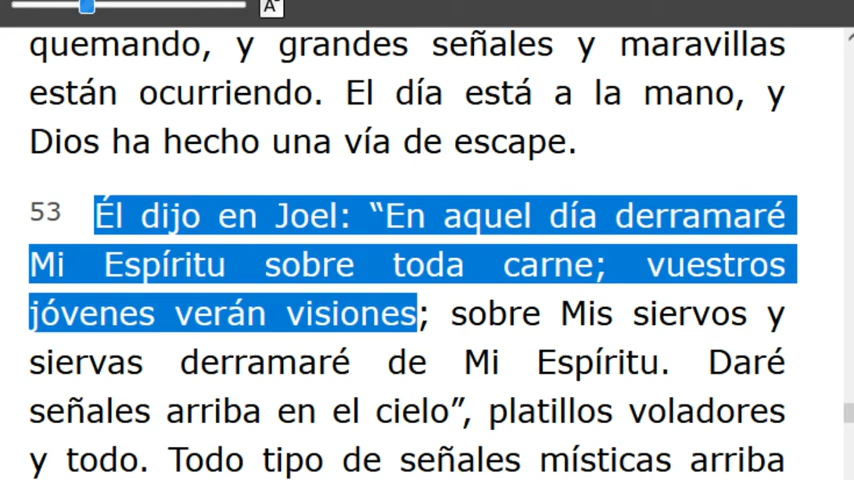 A
quemando, y grandes señales y maravillas
están ocurriendo. El día está a la mano, y
Dios ha hecho una vía de escape.
53 Él dijo en Joel: “En aquel día derramaré
Mi Espíritu sobre toda carne; vuestros
jóvenes verán visiones; sobre Mis siervos y
siervas derramaré de Mi Espíritu. Daré
señales arriba en el cielo”, platillos voladores
y todo. Todo tipo de señales místicas arriba